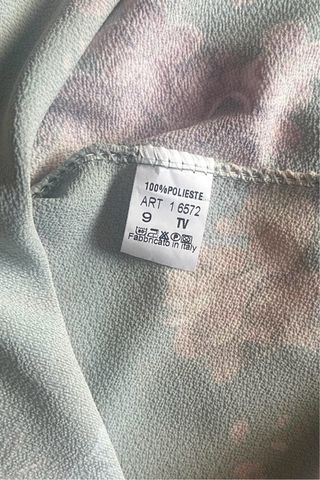 100%POLIESTE
ART 1 6572
9 TV
Fabbricato in Italy